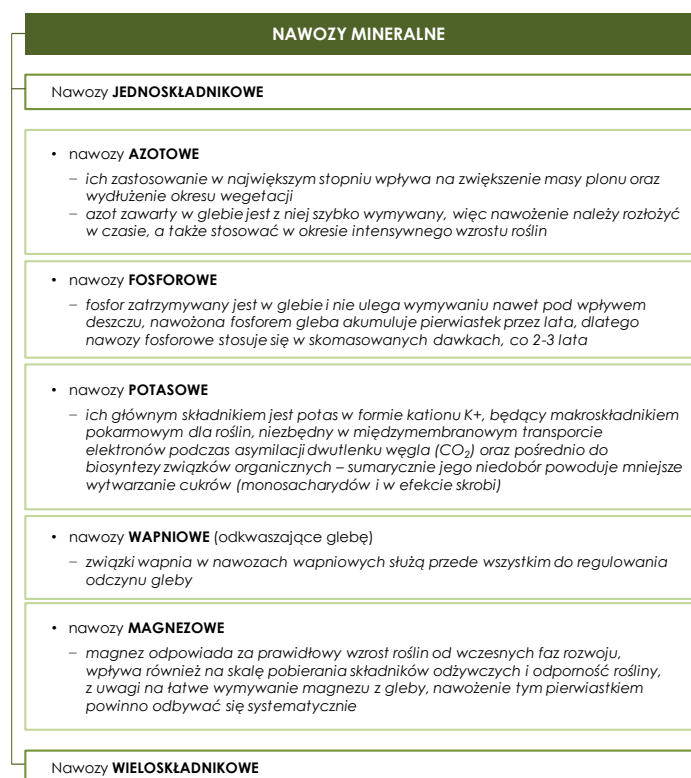 NAWOZY MINERALNE
Nawozy JEDNOSKŁADNIKOWE
• nawozy AZOTOWE
– ich zastosowanie w największym stopniu wpływa na zwiększenie masy plonu oraz
wydłużenie okresu wegetacji
– azot zawarty w glebie jest z niej szybko wymywany, więc nawożenie należy rozłożyć
w czasie, a także stosować w okresie intensywnego wzrostu roślin
• nawozy FOSFOROWE
– fosfor zatrzymywany jest w glebie i nie ulega wymywaniu nawet pod wpływem
deszczu, nawożona fosforem gleba akumuluje pierwiastek przez lata, dlatego
nawozy fosforowe stosuje się w skomasowanych dawkach, co 2-3 lata
• nawozy POTASOWE
– ich głównym składnikiem jest potas w formie kationu K+, będący makroskładnikiem
pokarmowym dla roślin, niezbędny w międzymembranowym transporcie
elektronów podczas asymilacji dwutlenku węgla (CO₂) oraz pośrednio do
biosyntezy związków organicznych – sumarycznie jego niedobór powoduje mniejsze
wytwarzanie cukrów (monosacharydów i w efekcie skrobi)
• nawozy WAPNIOWE (odkwaszające glebę)
– związki wapnia w nawozach wapniowych służą przede wszystkim do regulowania
odczynu gleby
• nawozy MAGNEZOWE
– magnez odpowiada za prawidłowy wzrost roślin od wczesnych faz rozwoju,
wpływa również na skalę pobierania składników odżywczych i odporność rośliny,
z uwagi na łatwe wymywanie magnezu z gleby, nawożenie tym pierwiastkiem
powinno odbywać się systematycznie
Nawozy WIELOSKŁADNIKOWE